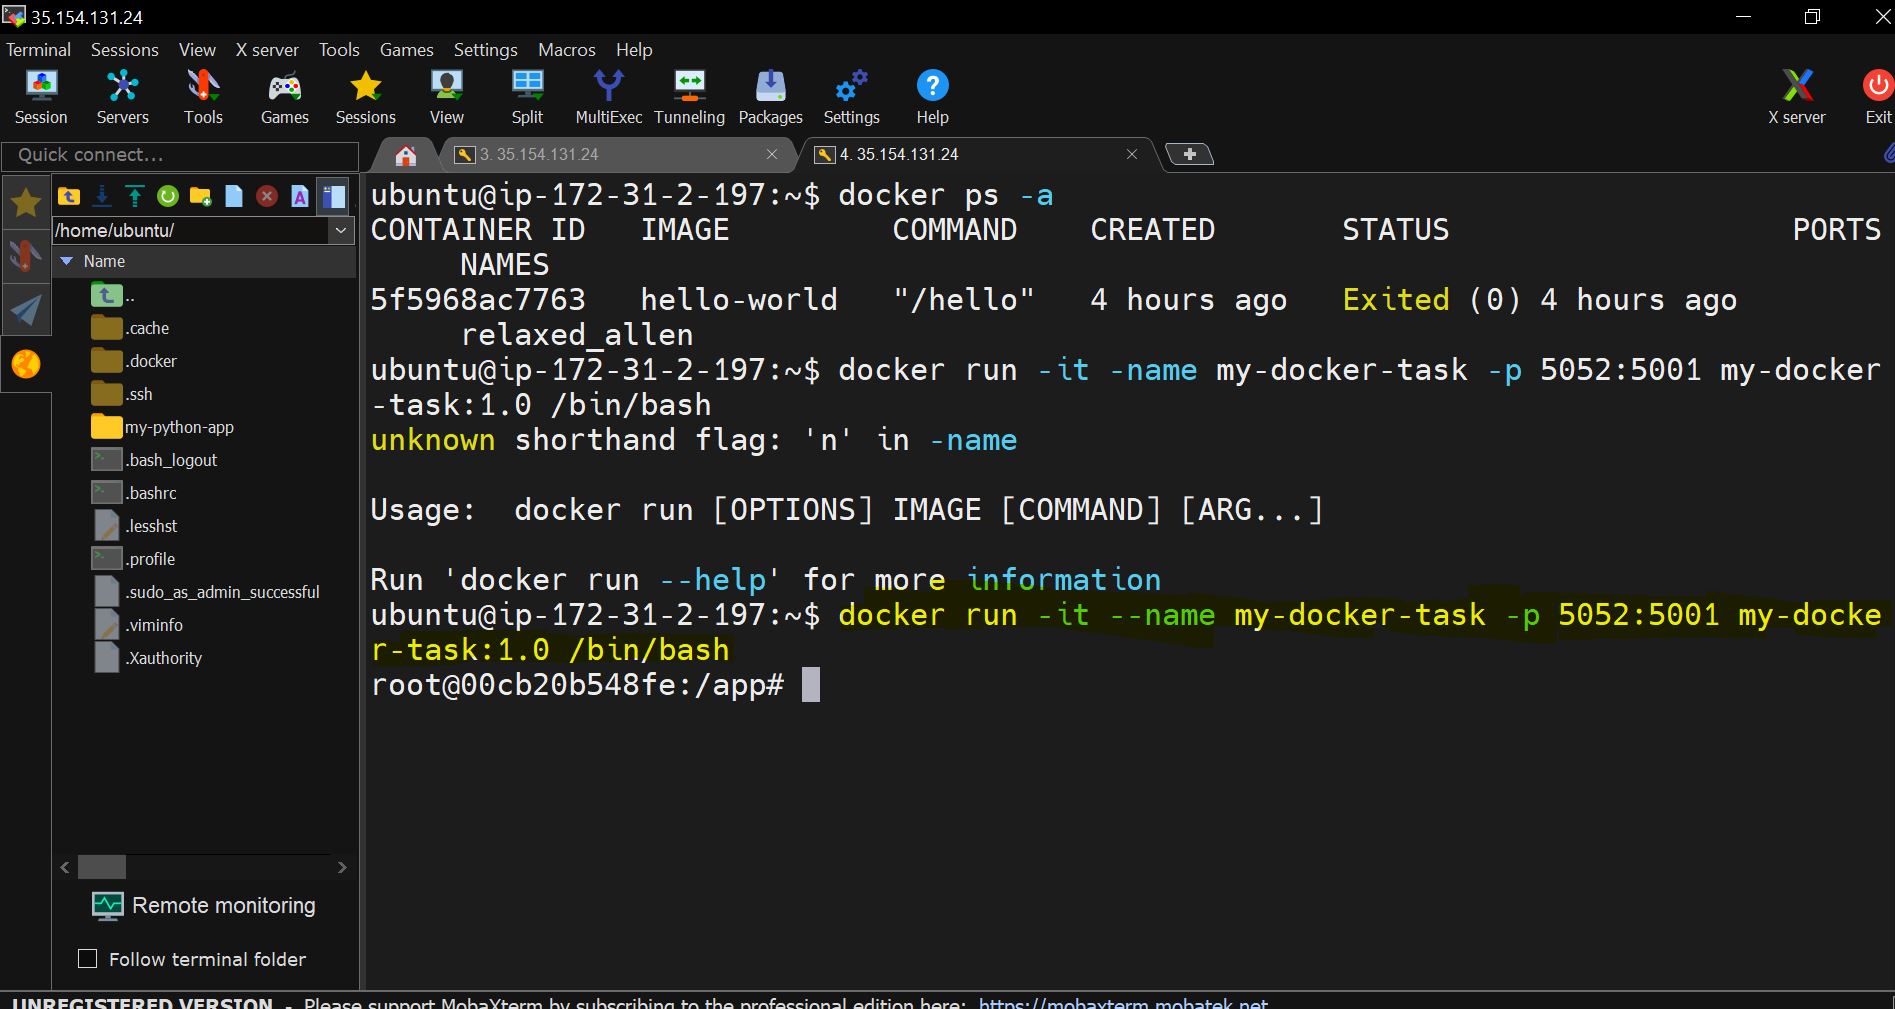 35.154.131.24
Terminal Sessions View X server Tools Games Settings Macros Help
Session Servers Tools Games Sessions View Split MultiExec Tunneling Packages Settings Help X server Exit
Quick connect...
3. 35.154.131.24
4. 35.154.131.24
/home/ubuntu/
Name
..
.cache
.docker
.ssh
my-python-app
.bash_logout
.bashrc
.lesshst
.profile
.sudo_as_admin_successful
.viminfo
.Xauthority
Remote monitoring
Follow terminal folder
ubuntu@ip-172-31-2-197:~$ docker ps -a
CONTAINER ID IMAGE COMMAND CREATED STATUS PORTS
NAMES
5f5968ac7763 hello-world "/hello" 4 hours ago Exited (0) 4 hours ago
relaxed_allen
ubuntu@ip-172-31-2-197:~$ docker run -it -name my-docker-task -p 5052:5001 my-docker
-task:1.0 /bin/bash
unknown shorthand flag: 'n' in -name
Usage: docker run [OPTIONS] IMAGE [COMMAND] [ARG...]
Run 'docker run --help' for more information
ubuntu@ip-172-31-2-197:~$ docker run -it --name my-docker-task -p 5052:5001 my-docke
r-task:1.0 /bin/bash
root@00cb20b548fe:/app#
UNREGISTERED VERSION - Please support MobaXterm by subscribing to the professional edition here: https://mobaxterm.mobatek.net